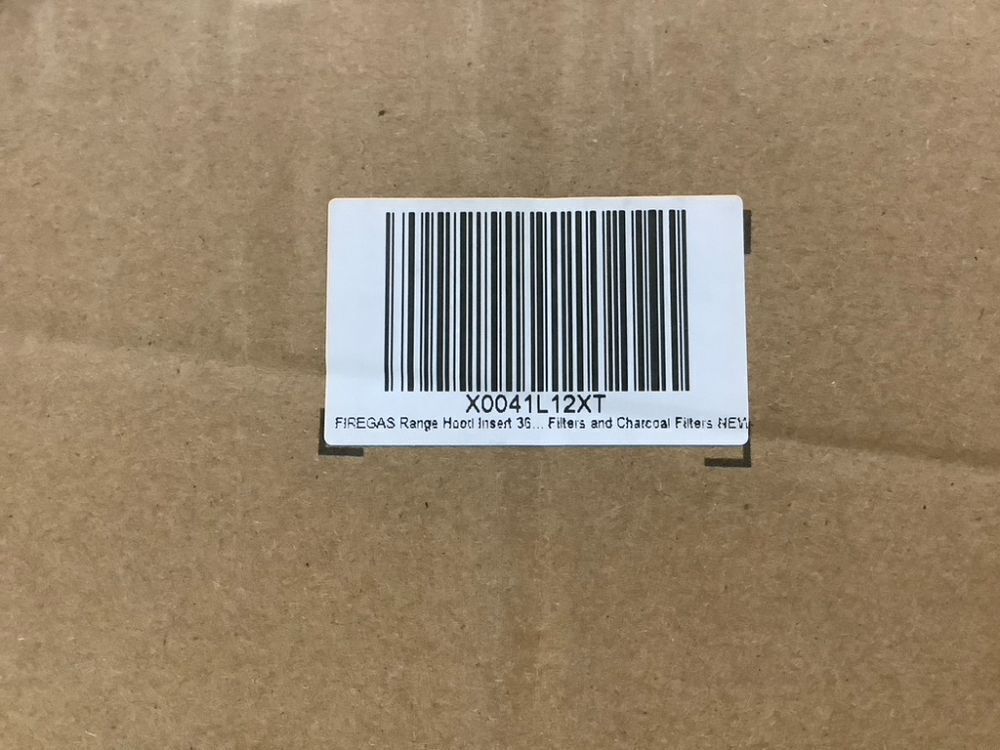 X0041L12XT
FIREGAS Range Hood Insert 36... Filters and Charcoal Filters NEW